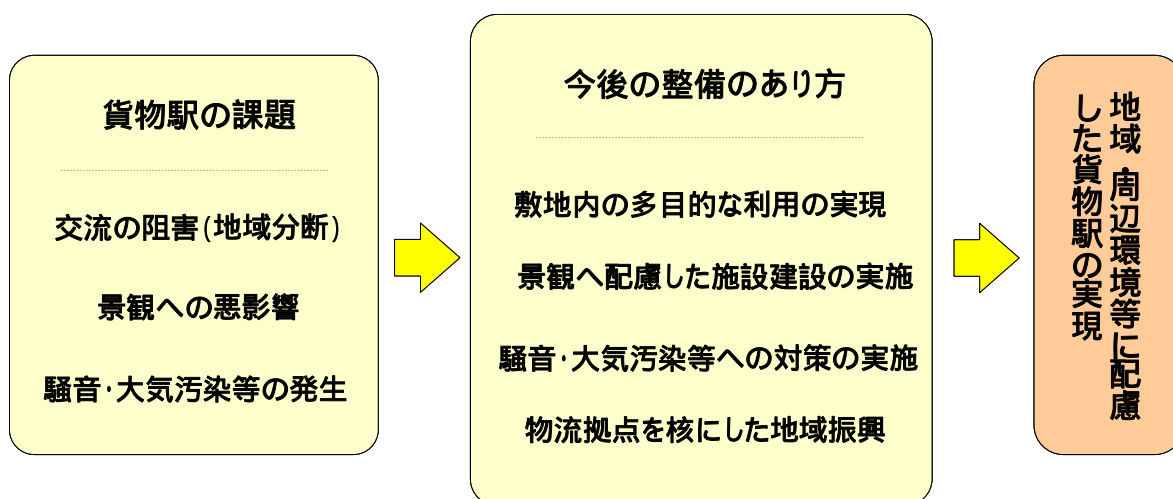 貨物駅の課題
交流の阻害(地域分断)
景観への悪影響
騒音･大気汚染等の発生
今後の整備のあり方
敷地内の多目的な利用の実現
景観へ配慮した施設建設の実施
騒音･大気汚染等への対策の実施
物流拠点を核にした地域振興
地域・周辺環境等に配慮
した貨物駅の実現